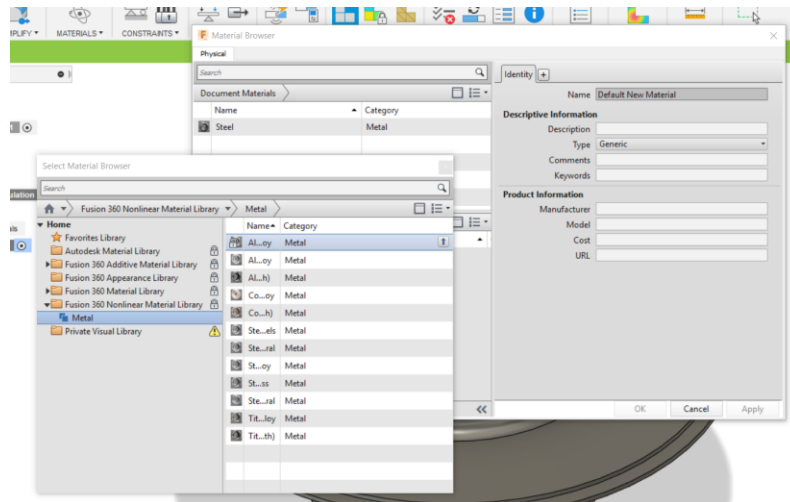 MATERIALS
CONSTRAINTS
Material Browser
Physical
Search
Document Materials
Name
Category
Steel
Metal
Identity
Name
Default New Material
Descriptive Information
Description
Type
Generic
Comments
Keywords
Product Information
Manufacturer
Model
Cost
URL
OK
Cancel
Apply
Select Material Browser
Search
Fusion 360 Nonlinear Material Library
Metal
Home
Favorites Library
Autodesk Material Library
Fusion 360 Additive Material Library
Fusion 360 Appearance Library
Fusion 360 Material Library
Fusion 360 Nonlinear Material Library
Metal
Private Visual Library
Name
Category
Al...oy Metal
Al...oy Metal
Al...h) Metal
Co...oy Metal
Co...h) Metal
Ste...els Metal
Ste...ral Metal
St...oy Metal
St...ss Metal
Ste...ral Metal
Tit...loy Metal
Tit...th) Metal